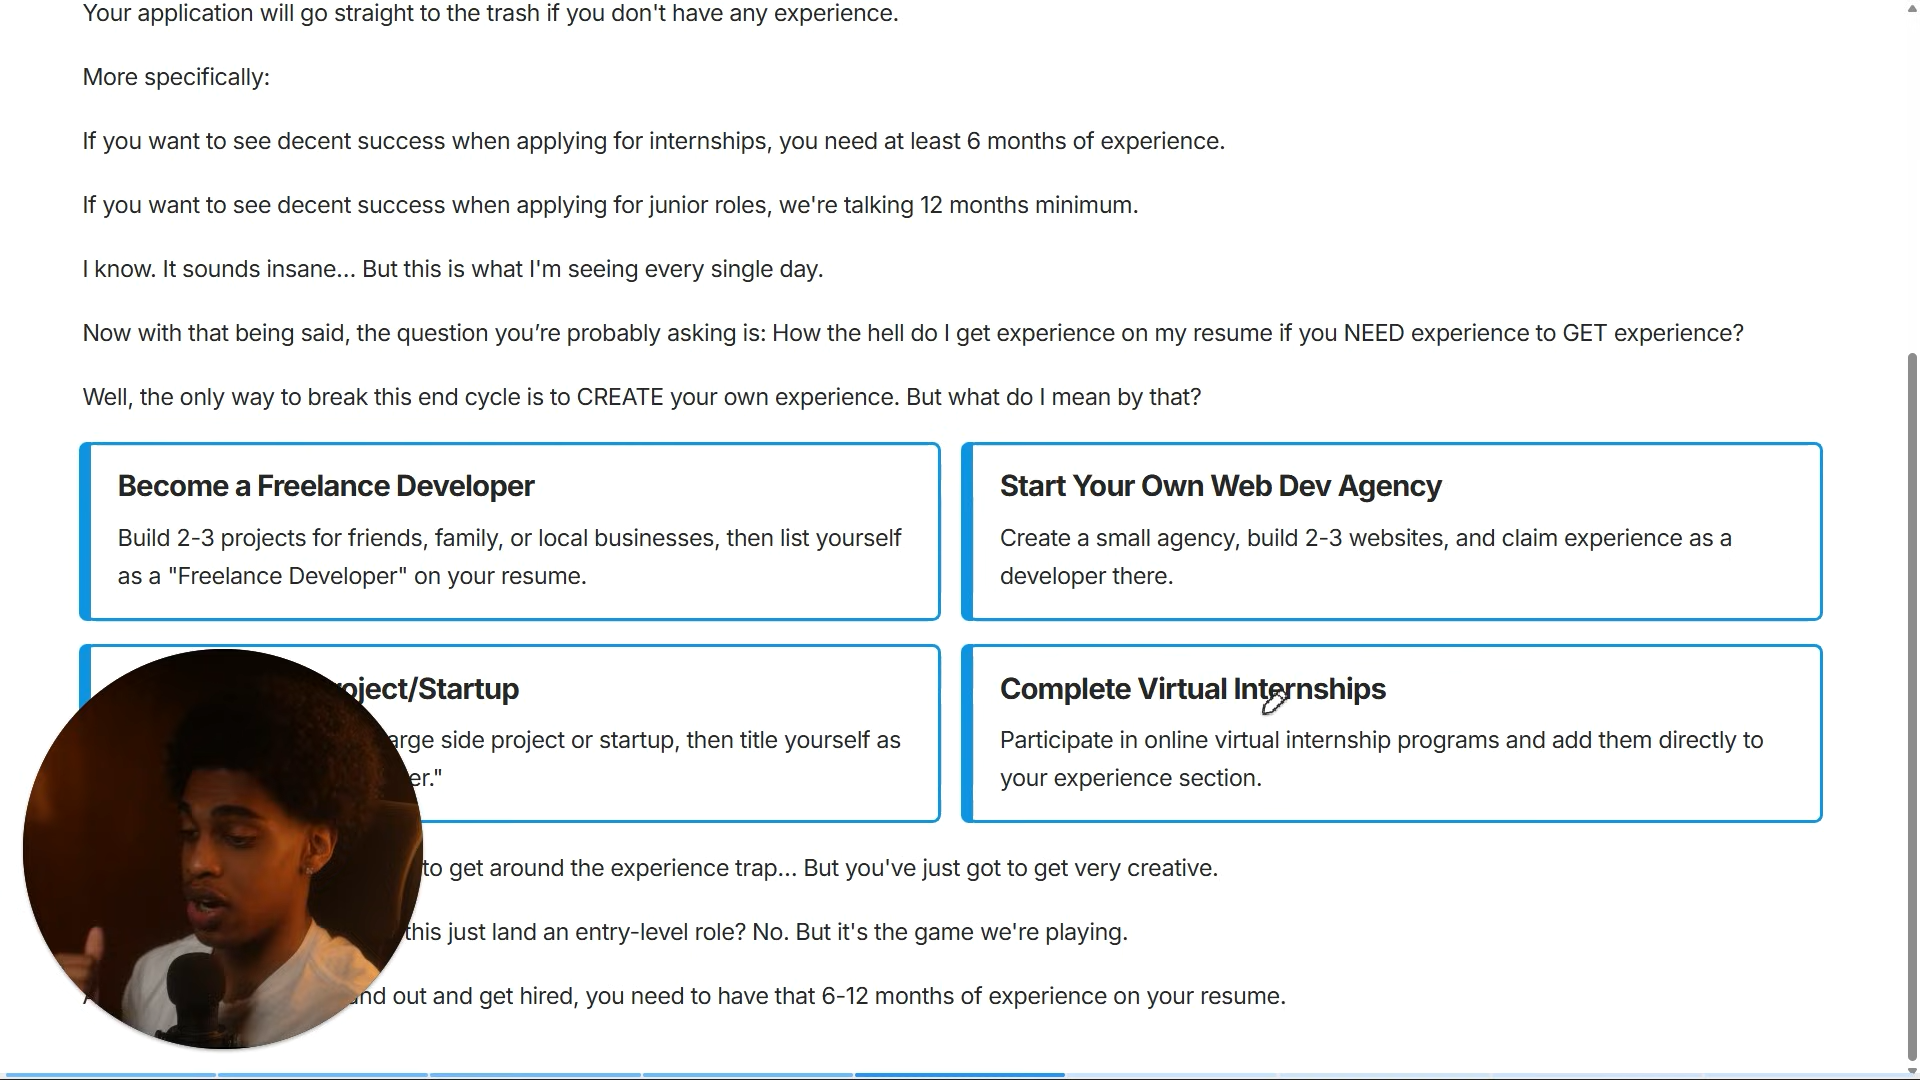 Your application will go straight to the trash if you don't have any experience.
More specifically:
If you want to see decent success when applying for internships, you need at least 6 months of experience.
If you want to see decent success when applying for junior roles, we're talking 12 months minimum.
I know. It sounds insane... But this is what I'm seeing every single day.
Now with that being said, the question you’re probably asking is: How the hell do I get experience on my resume if you NEED experience to GET experience?
Well, the only way to break this end cycle is to CREATE your own experience. But what do I mean by that?
Become a Freelance Developer
Build 2-3 projects for friends, family, or local businesses, then list yourself
as a "Freelance Developer" on your resume.
Start Your Own Web Dev Agency
Create a small agency, build 2-3 websites, and claim experience as a
developer there.
/Startup
side project or startup, then title yourself as
Complete Virtual Internships
Participate in online virtual internship programs and add them directly to
your experience section.
to get around the experience trap... But you've just got to get very creative.
this just land an entry-level role? No. But it's the game we're playing.
out and get hired, you need to have that 6-12 months of experience on your resume.